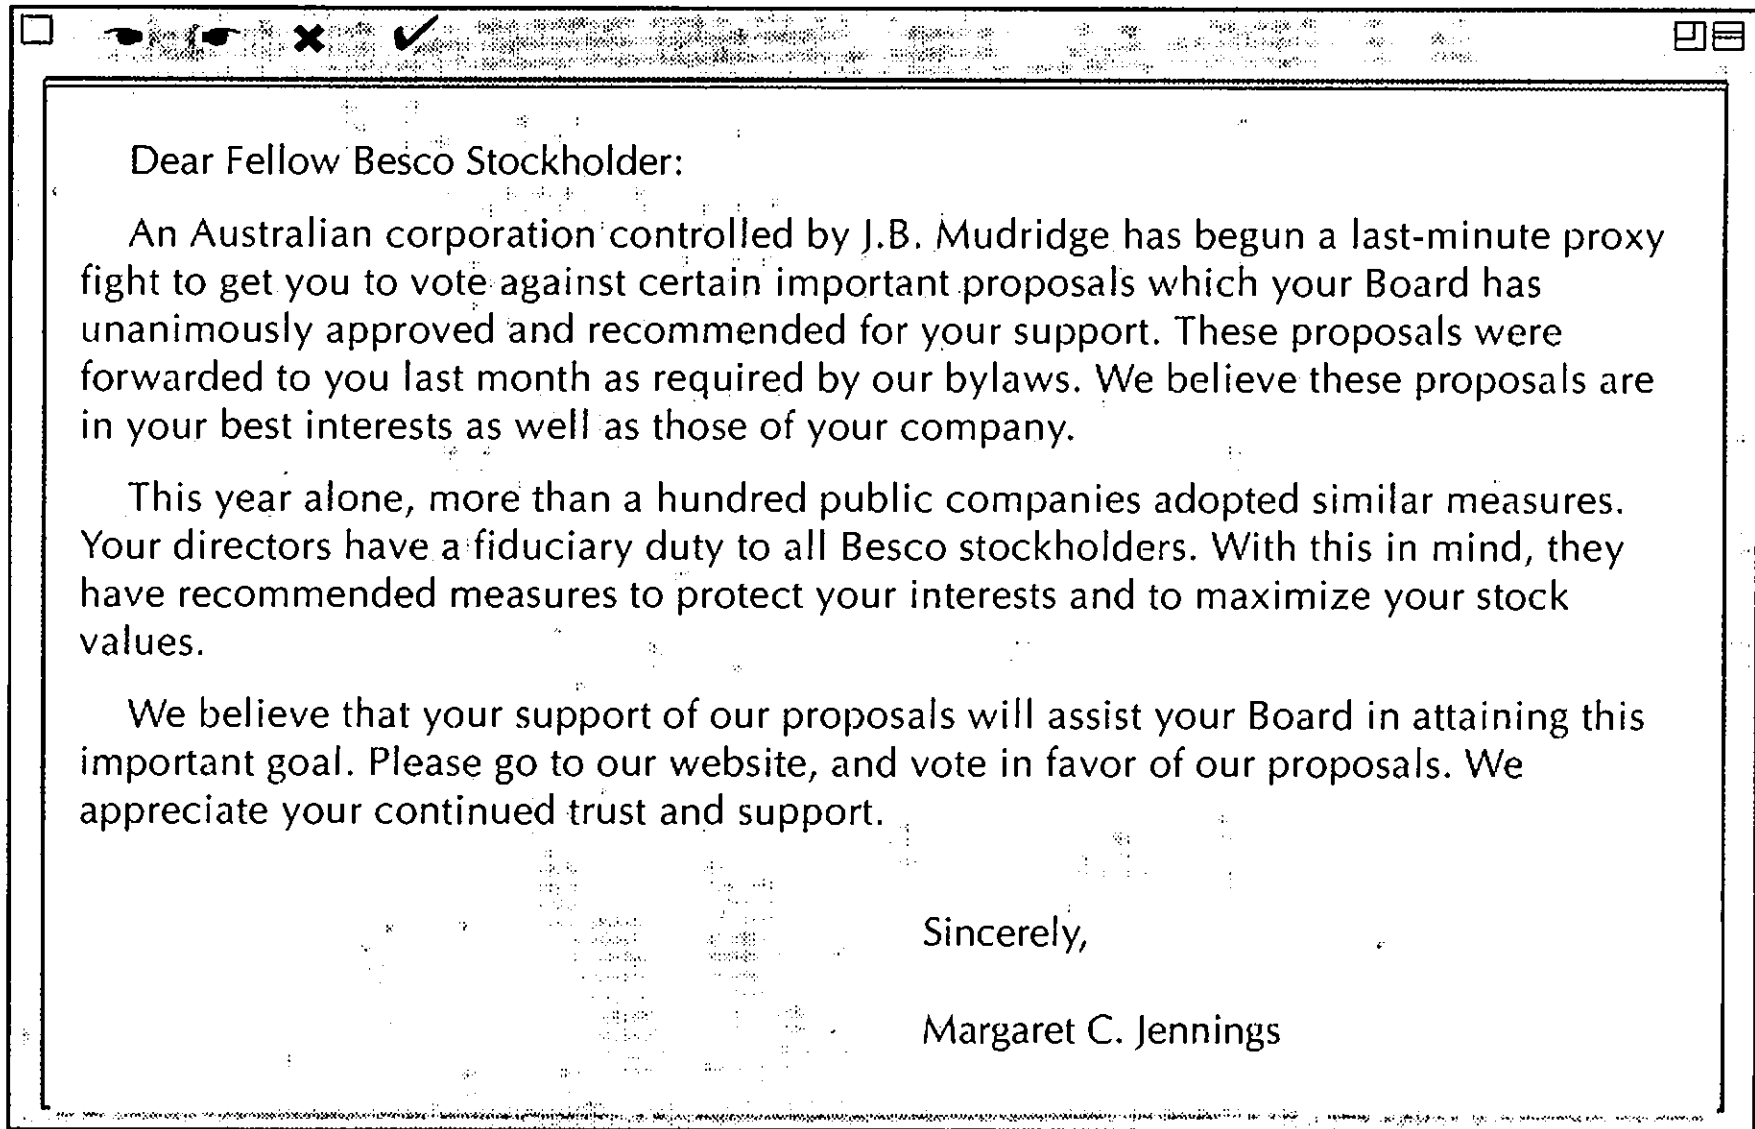 Dear Fellow Besco Stockholder:
An Australian corporation controlled by J.B. Mudridge has begun a last-minute proxy
fight to get you to vote against certain important proposals which your Board has
unanimously approved and recommended for your support. These proposals were
forwarded to you last month as required by our bylaws. We believe these proposals are
in your best interests as well as those of your company.
This year alone, more than a hundred public companies adopted similar measures.
Your directors have a fiduciary duty to all Besco stockholders. With this in mind, they
have recommended measures to protect your interests and to maximize your stock
values.
We believe that your support of our proposals will assist your Board in attaining this
important goal. Please go to our website, and vote in favor of our proposals. We
appreciate your continued trust and support.
Sincerely,
Margaret C. Jennings